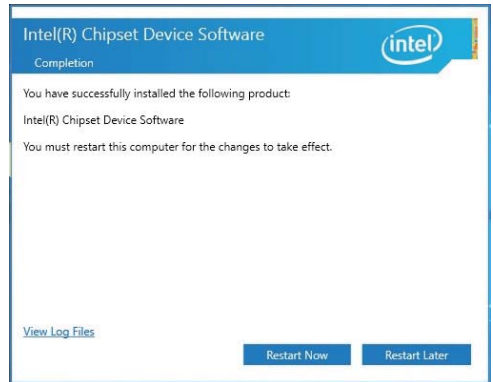 Intel(R) Chipset Device Software
intel
Completion
You have successfully installed the following product:
Intel(R) Chipset Device Software
You must restart this computer for the changes to take effect.
View Log Files
Restart Now
Restart Later